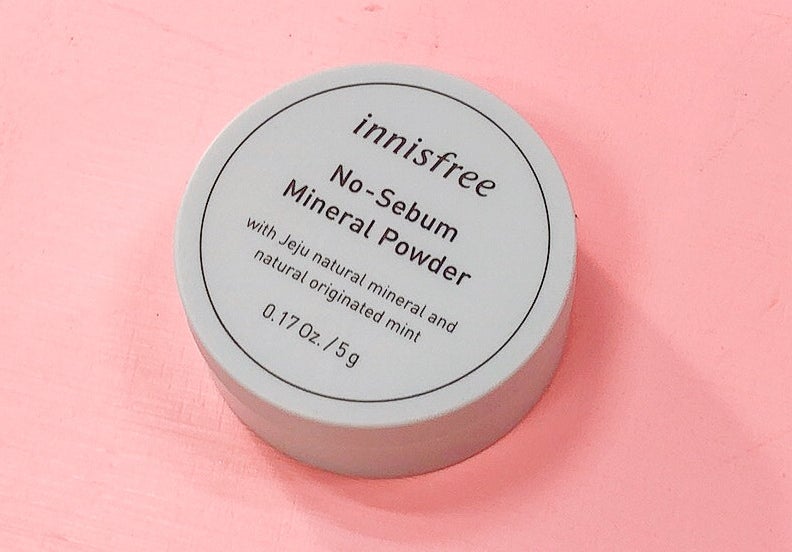 innisfree
No-Sebum
Mineral Powder
with Jeju natural mineral and
natural originated mint
0.17 Oz. / 5g